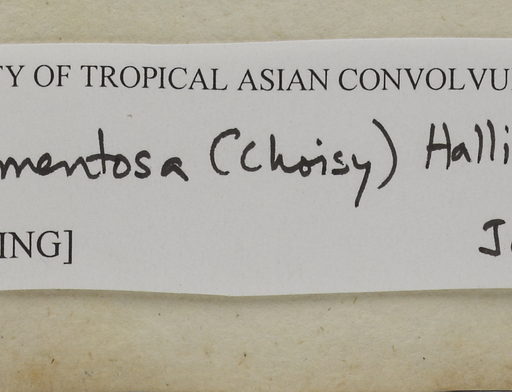 TY OF TROPICAL ASIAN CONVOLVU
mentosa (Choisy) Halli
ING]
J